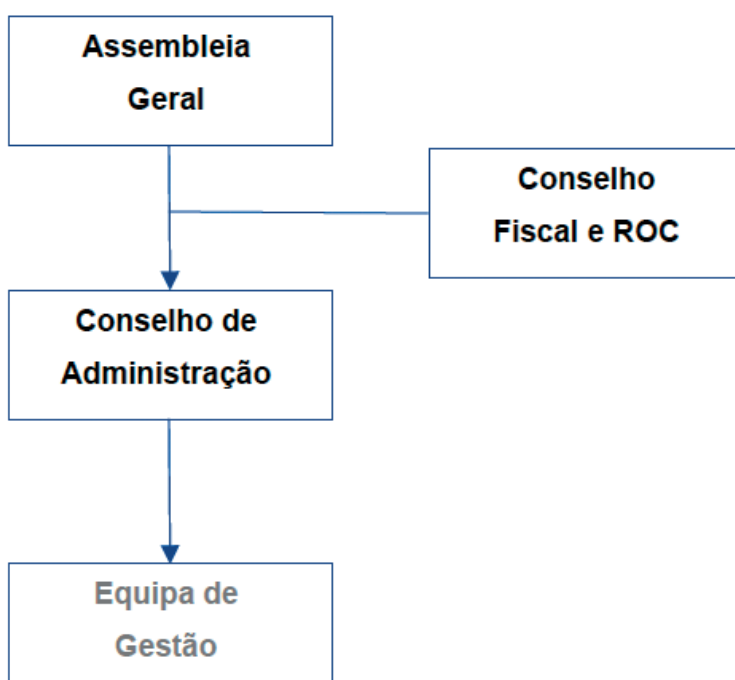 Assembleia
Geral
Conselho
Fiscal e ROC
Conselho de
Administração
Equipa de
Gestão